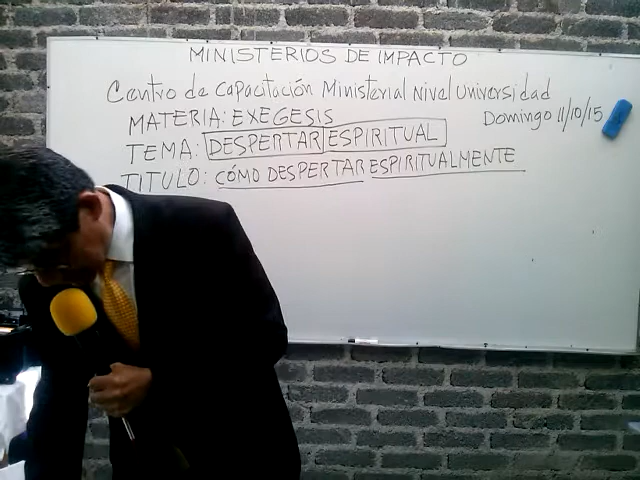 MINISTERIOS DE IMPACTO
Centro de Capacitación Ministerial Nivel Universidad
MATERIA: EXEGESIS
Domingo 11/10/15
TEMA: DESPERTAR ESPIRITUAL
TITULO: CÓMO DESPERTAR ESPIRITUALMENTE